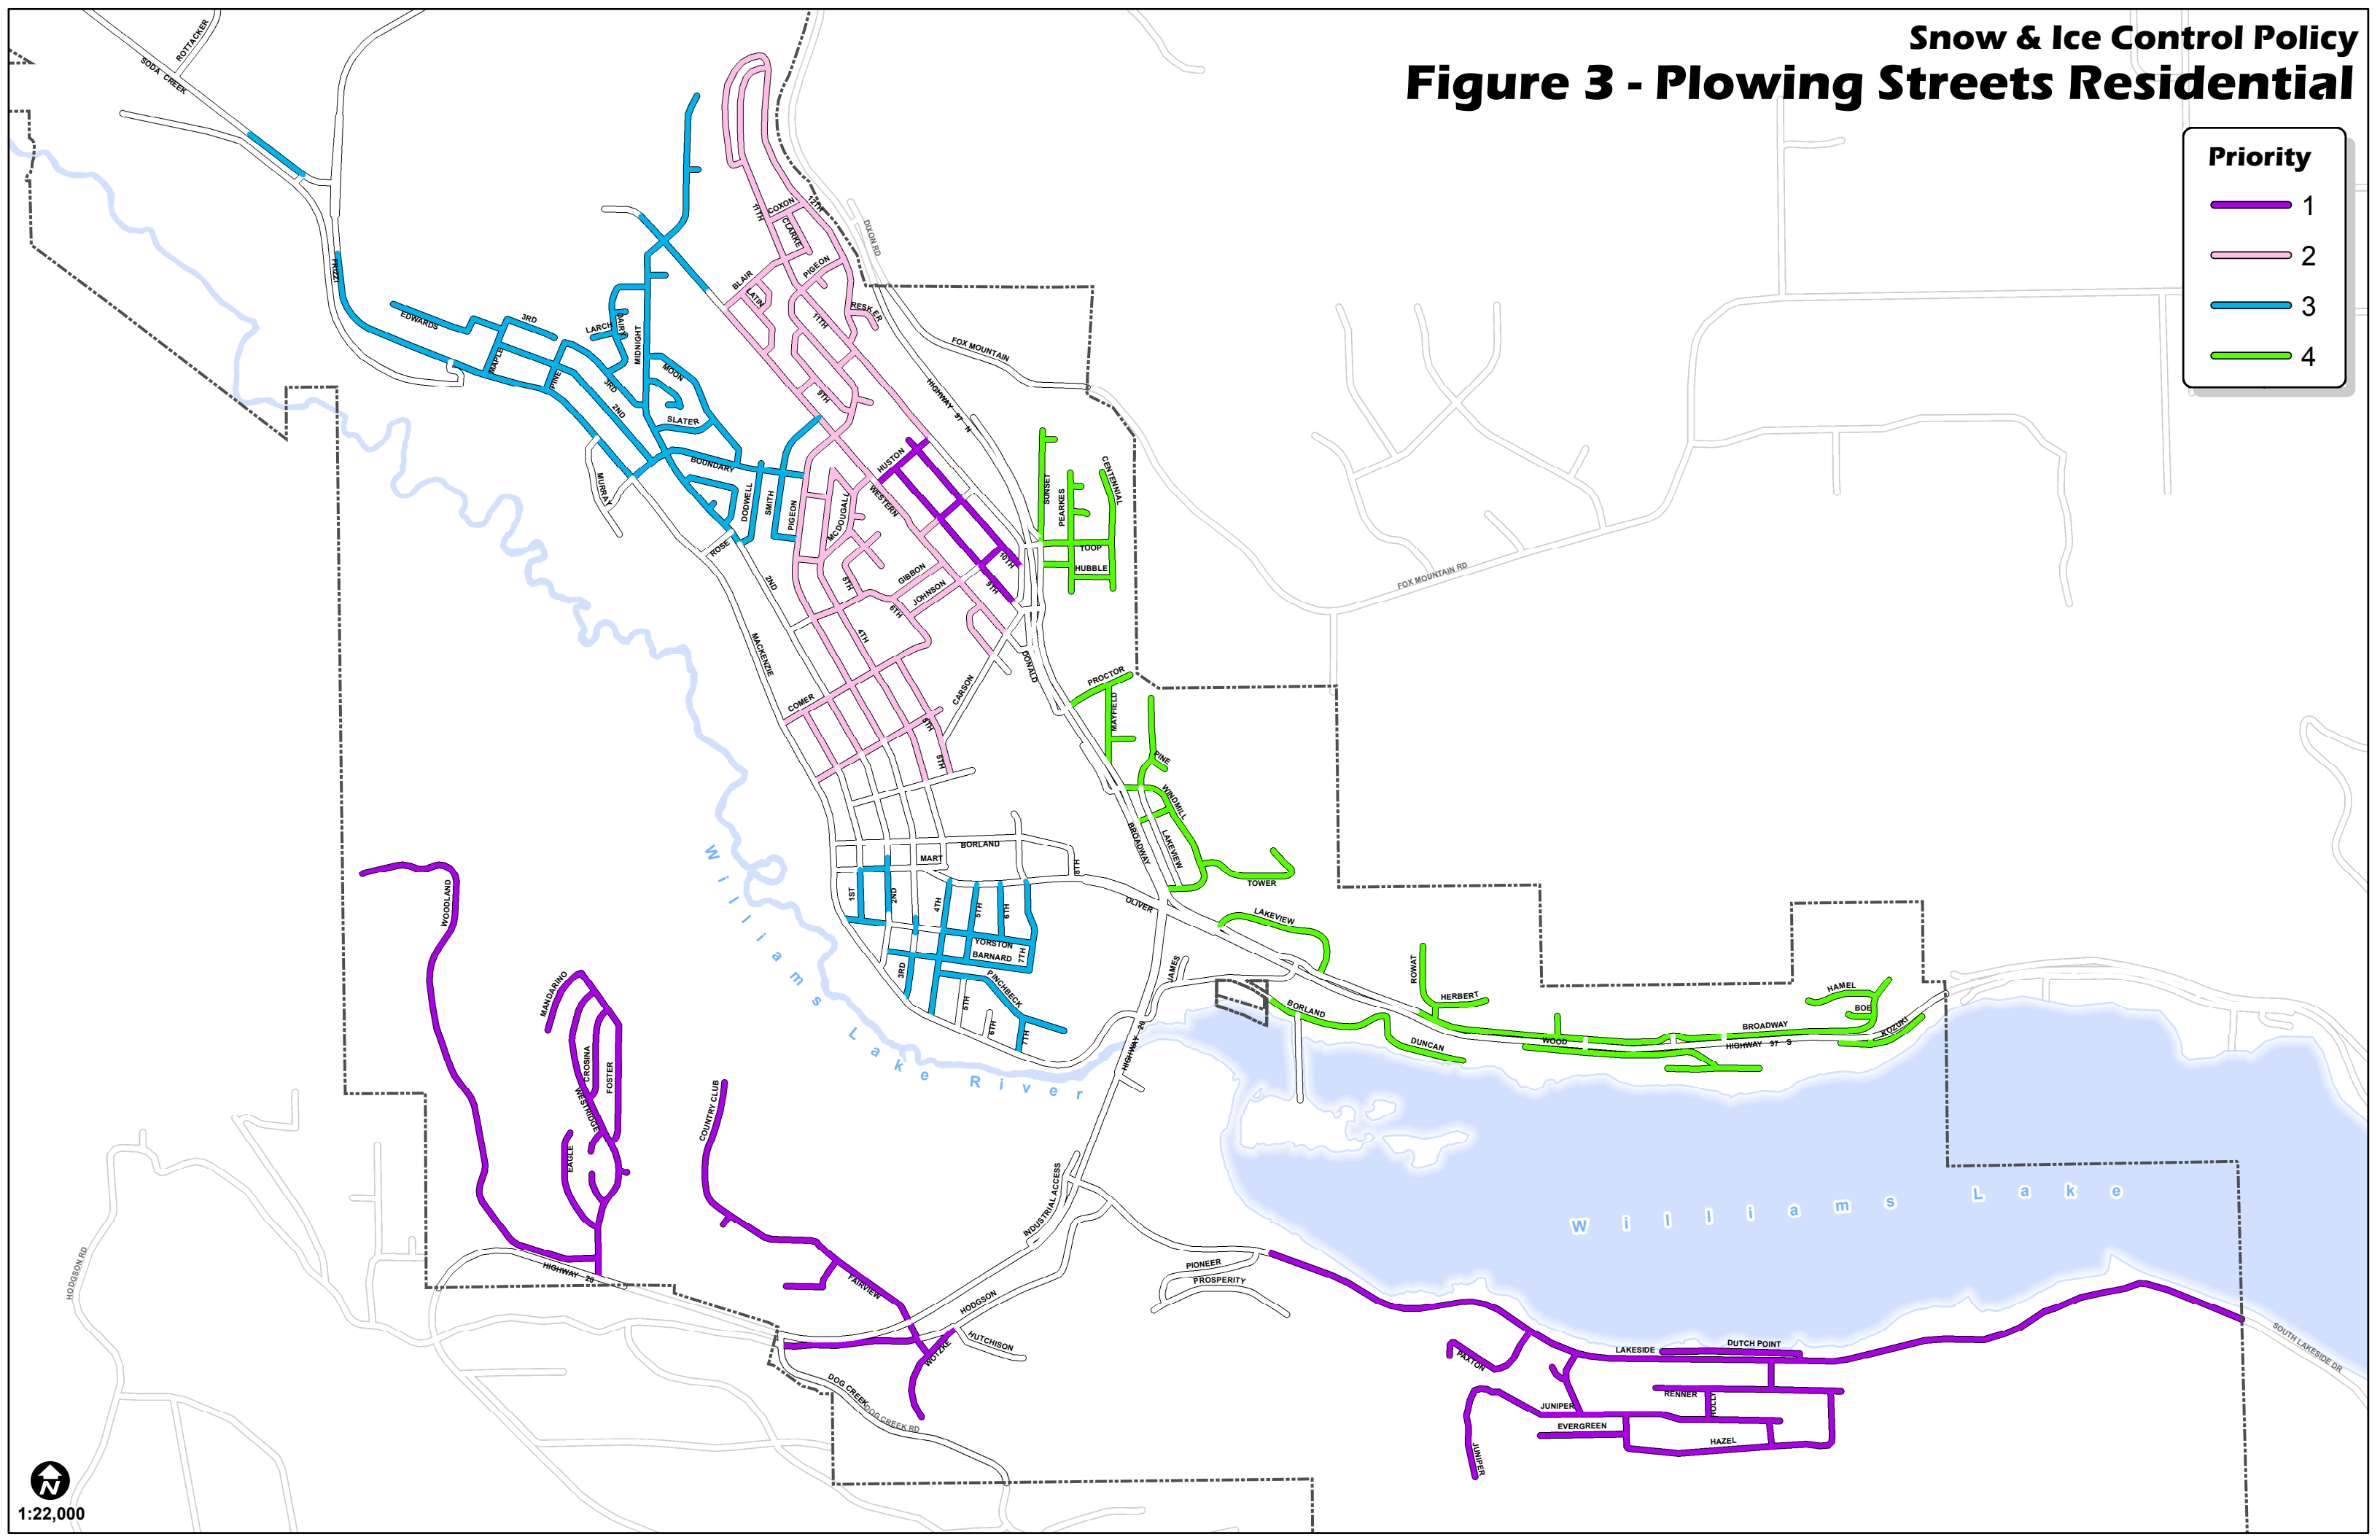 Snow & Ice Control Policy
Figure 3 - Plowing Streets Residential
Priority
1
2
3
4
ROTTACKER
SODA CREEK
FRIZZI
EDWARDS
3RD
MAPLE
PINE
LARCH
DAIRY
MIDNIGHT
3RD
2ND
MOON
SLATER
BOUNDARY
MURRAY
ROSE
DODWELL
SMITH
PIGEON
MCDOUGALL
COXON
11TH
12TH
CLARKE
BLAIR
LATIN
PIGEON
11TH
DIXON RD
FOX MOUNTAIN
HIGHWAY 97 N
9TH
HUSTON
WESTERN
10TH
9TH
GIBBON
JOHNSON
5TH
6TH
4TH
2ND
MACKENZIE
COMER
CARSON
DONALD
5TH
SUNSET
PEARKES
CENTENNIAL
TOOP
HUBBLE
FOX MOUNTAIN RD
PROCTOR
MAYFIELD
PINE
WINDMILL
BROADWAY
LAKEVIEW
TOWER
BORLAND
MART
8TH
OLIVER
1ST
2ND
4TH
5TH
6TH
YORSTON
BARNARD
7TH
3RD
PINCHBECK
5TH
6TH
7TH
JAMES
HIGHWAY 20
LAKEVIEW
ROWAT
HERBERT
BORLAND
DUNCAN
WOOD
BROADWAY
HIGHWAY 97 S
HAMEL
BOE
KOZUKI
Williams Lake River
Williams Lake
WOODLAND
MANDARINO
CROSINA
FOSTER
WESTRIDGE
EAGLE
COUNTRY CLUB
FAIRVIEW
HIGHWAY 20
HODGSON RD
INDUSTRIAL ACCESS
HODGSON
HUTCHISON
WOTZKE
DOG CREEK
DOG CREEK RD
PIONEER
PROSPERITY
PAXTON
LAKESIDE
DUTCH POINT
RENNER
HOLLY
JUNIPER
EVERGREEN
HAZEL
JUNIPER
SOUTH LAKESIDE DR
N
1:22,000